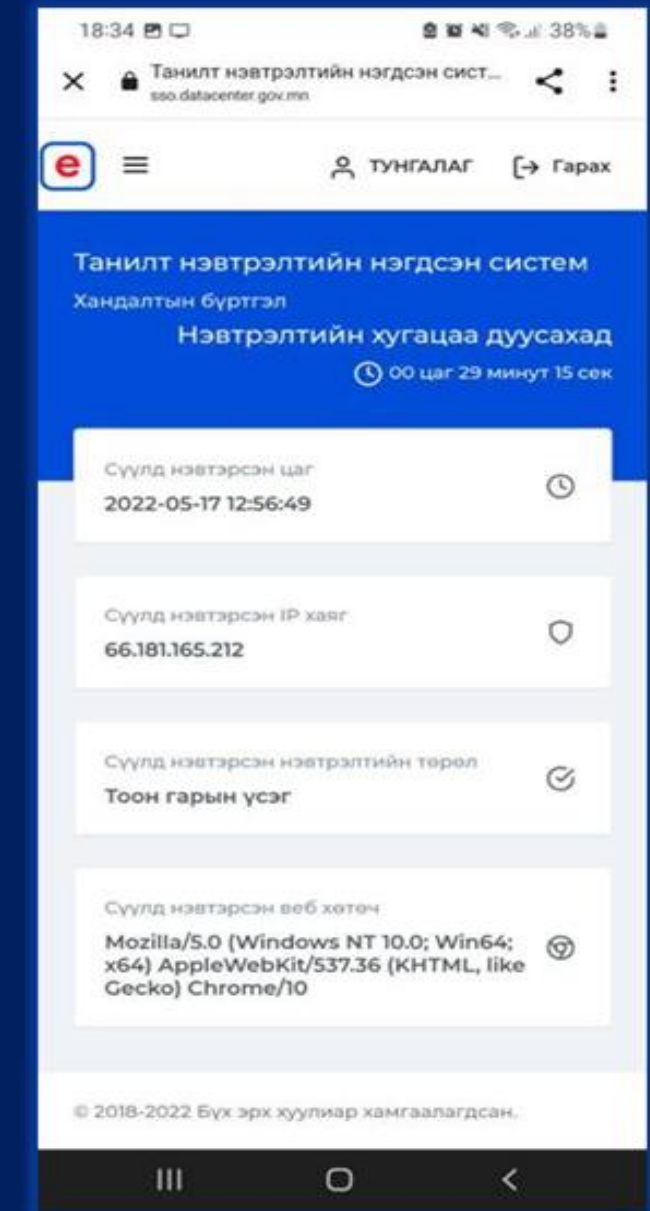 18:34
38%
Танилт нэвтрэлтийн нэгдсэн сист...
sso.datacenter.gov.mn
e
ТУНГАЛАГ
Гарах
Танилт нэвтрэлтийн нэгдсэн систем
Хандалтын бүртгэл
Нэвтрэлтийн хугацаа дуусахад
00 цаг 29 минут 15 сек
Сүүлд нэвтэрсэн цаг
2022-05-17 12:56:49
Сүүлд нэвтэрсэн IP хаяг
66.181.165.212
Сүүлд нэвтэрсэн нэвтрэлтийн төрөл
Тоон гарын үсэг
Сүүлд нэвтэрсэн веб хөтөч
Mozilla/5.0 (Windows NT 10.0; Win64;
x64) AppleWebKit/537.36 (KHTML, like
Gecko) Chrome/10
© 2018-2022 Бүх эрх хуулиар хамгаалагдсан.